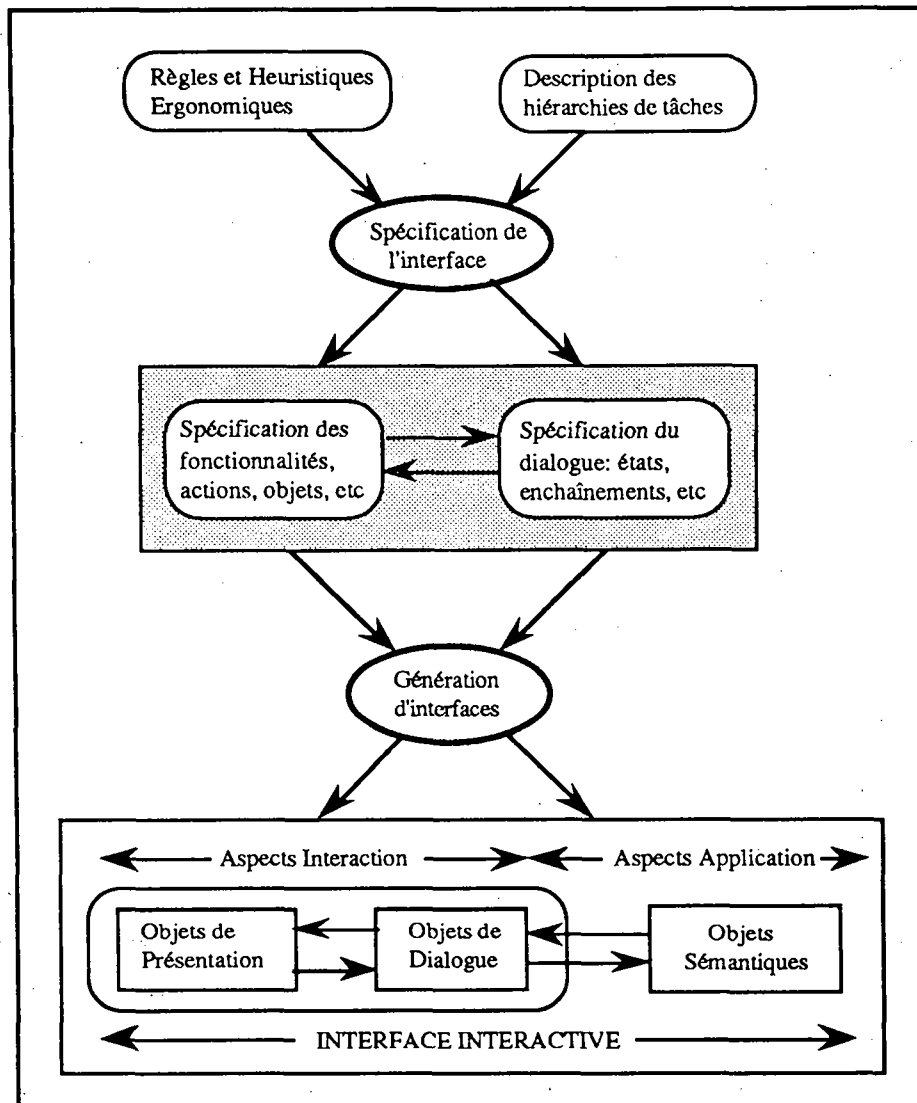 Règles et Heuristiques
Ergonomiques
Description des
hiérarchies de tâches
Spécification de
l'interface
Spécification des
fonctionnalités,
actions, objets, etc
Spécification du
dialogue: états,
enchaînements, etc
Génération
d'interfaces
Aspects Interaction
Aspects Application
Objets de
Présentation
Objets de
Dialogue
Objets
Sémantiques
INTERFACE INTERACTIVE